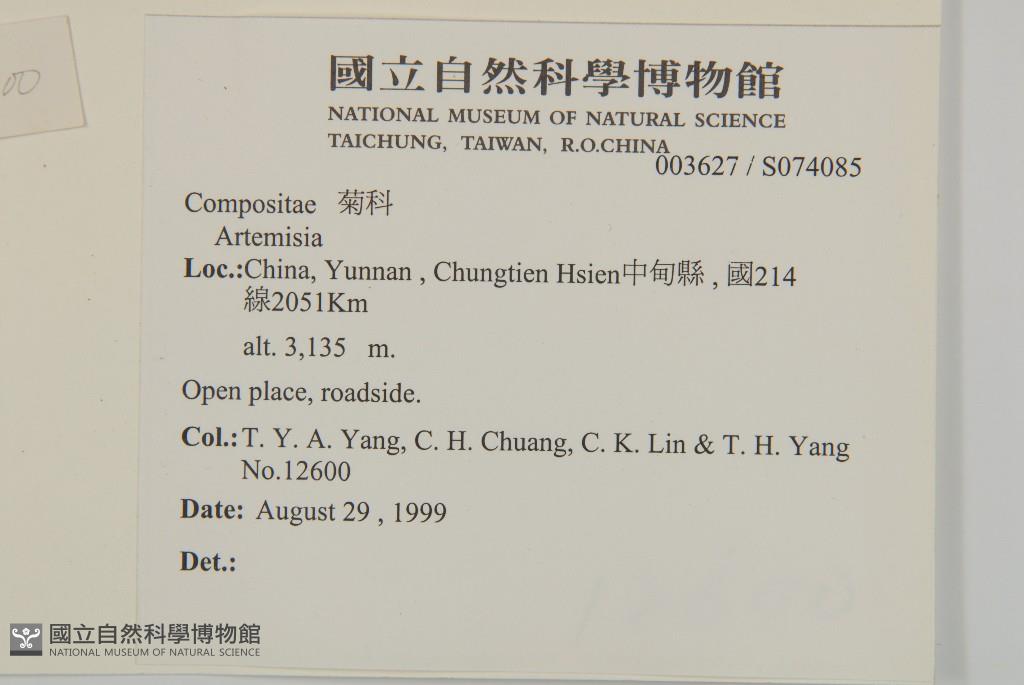 00
國立自然科學博物館
NATIONAL MUSEUM OF NATURAL SCIENCE
TAICHUNG, TAIWAN, R.O.CHINA
003627 / S074085
Compositae 菊科
Artemisia
Loc.:China, Yunnan , Chungtien Hsien中甸縣 , 國214
線2051Km
alt. 3,135 m.
Open place, roadside.
Col.: T. Y. A. Yang, C. H. Chuang, C. K. Lin & T. H. Yang
No.12600
Date: August 29 , 1999
Det.:
國立自然科學博物館
NATIONAL MUSEUM OF NATURAL SCIENCE